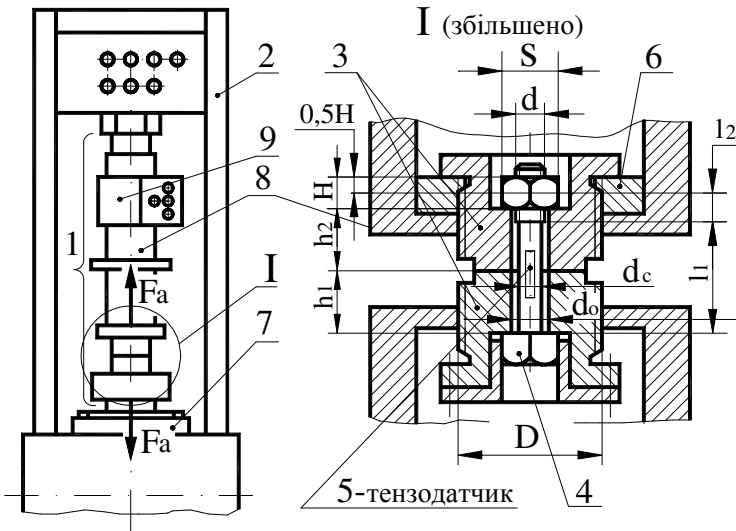 I (збільшено)
3
2
S
6
d
0,5H
l2
9
8
H
h2
1
Fa
I
h1
dc
l1
7
do
Fa
D
5-тензодатчик
4